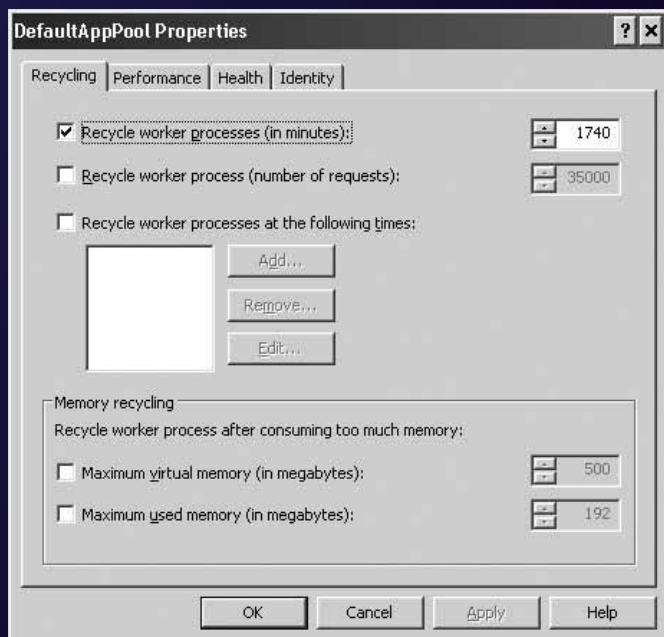 DefaultAppPool Properties
Recycling Performance Health Identity
Recycle worker processes (in minutes): 1740
Recycle worker process (number of requests): 35000
Recycle worker processes at the following times:
Add...
Remove...
Edit...
Memory recycling
Recycle worker process after consuming too much memory:
Maximum virtual memory (in megabytes): 500
Maximum used memory (in megabytes): 192
OK Cancel Apply Help